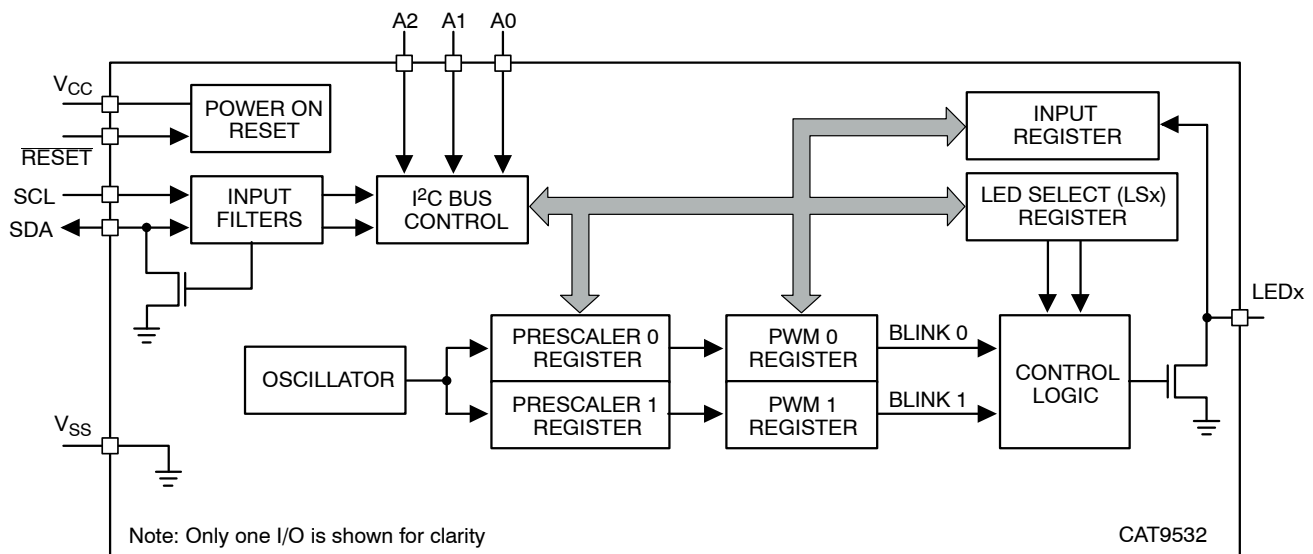 A2 A1 A0
VCC
POWER ON
RESET
RESET
INPUT
REGISTER
SCL
SDA
INPUT
FILTERS
I2C BUS
CONTROL
LED SELECT (LSx)
REGISTER
LEDx
OSCILLATOR
PRESCALER 0
REGISTER
PRESCALER 1
REGISTER
PWM 0
REGISTER
PWM 1
REGISTER
BLINK 0
BLINK 1
CONTROL
LOGIC
VSS
Note: Only one I/O is shown for clarity
CAT9532